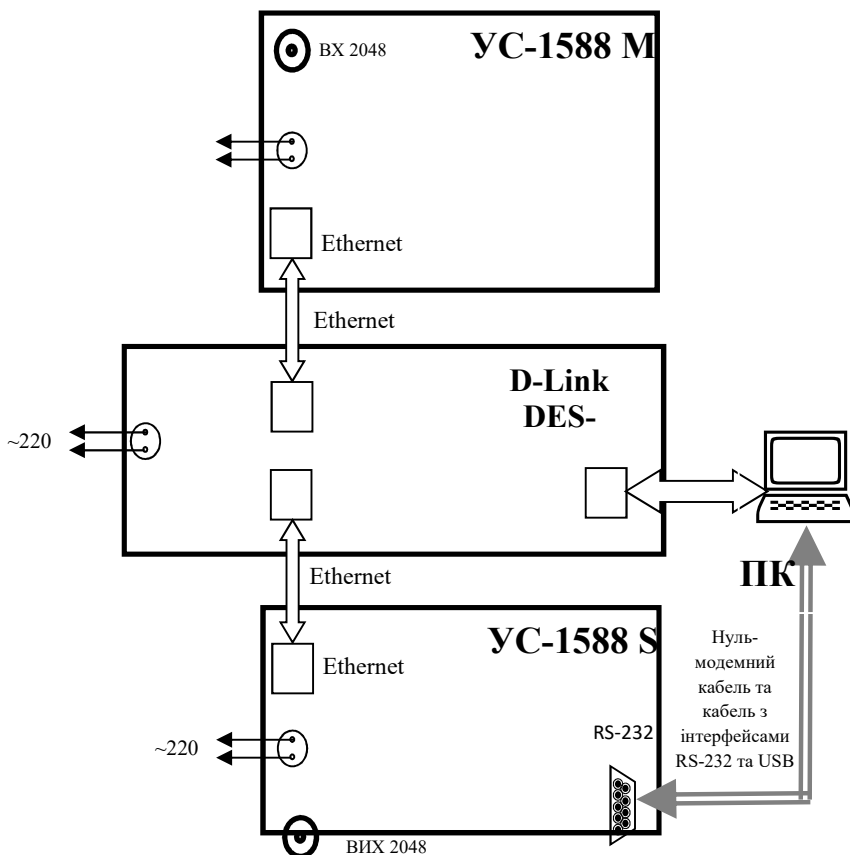 ВХ 2048
УС-1588 М
Ethernet
Ethernet
D-Link
DES-
~220
Ethernet
ПК
УС-1588 S
Ethernet
~220
RS-232
Нуль-
модемний
кабель та
кабель з
інтерфейсами
RS-232 та USB
ВИХ 2048